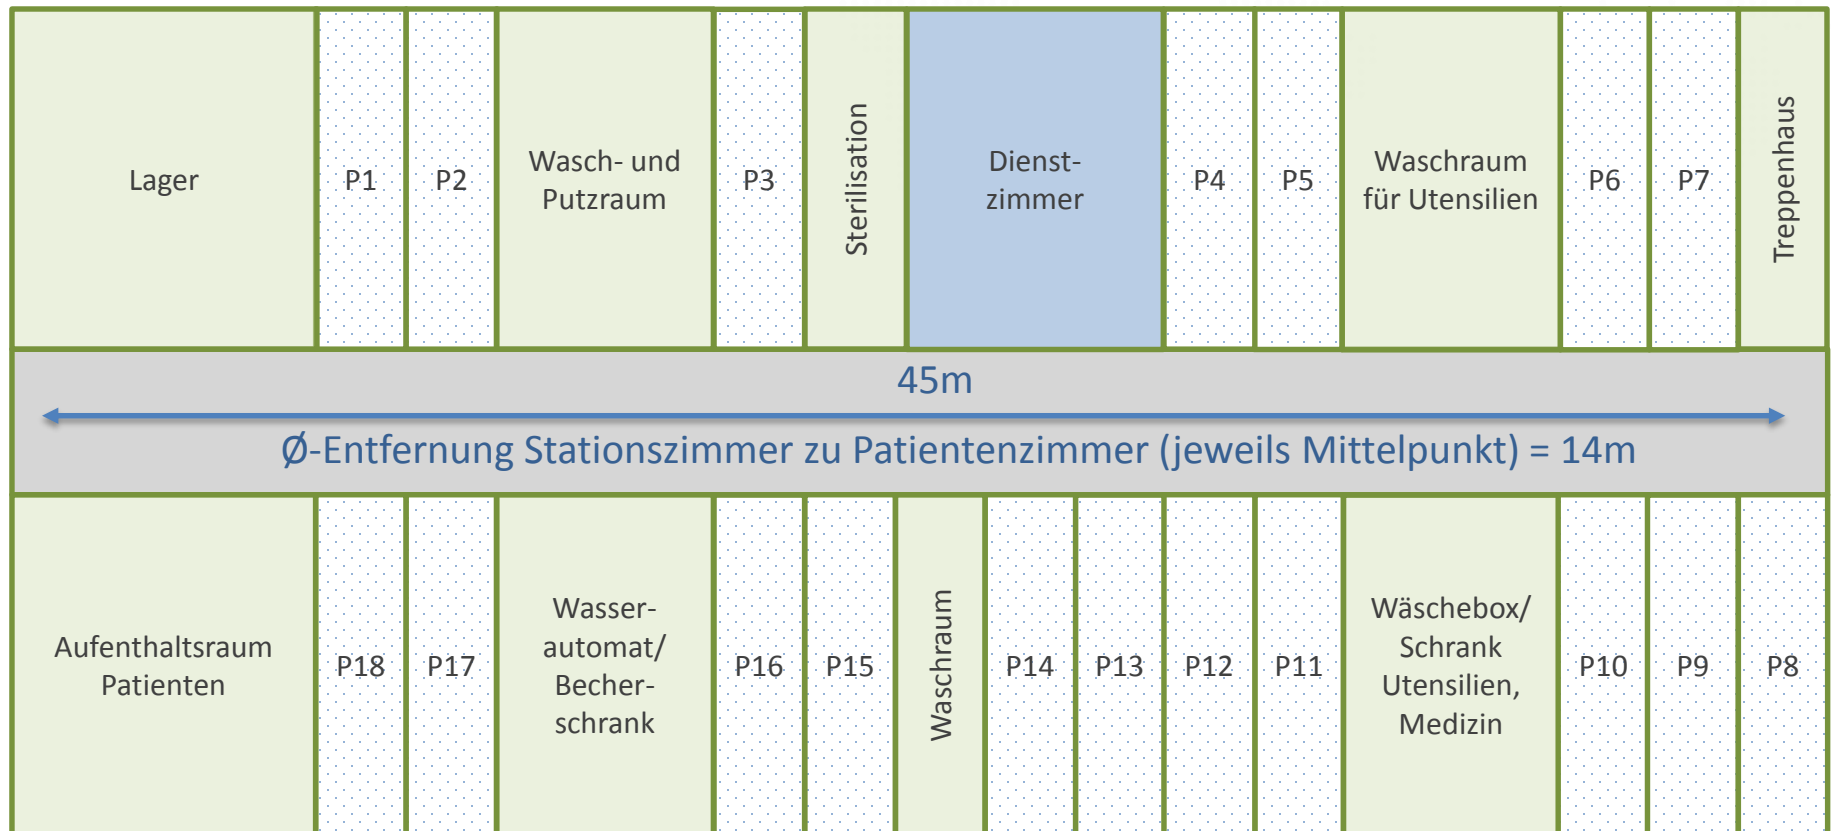 Lager
P1
P2
Wasch- und
Putzraum
P3
Sterilisation
Dienst-
zimmer
P4
P5
Waschraum
für Utensilien
P6
P7
Treppenhaus
45m
Ø-Entfernung Stationszimmer zu Patientenzimmer (jeweils Mittelpunkt) = 14m
Aufenthaltsraum
Patienten
P18
P17
Wasser-
automat/
Becher-
schrank
P16
P15
Waschraum
P14
P13
P12
P11
Wäschebox/
Schrank
Utensilien,
Medizin
P10
P9
P8